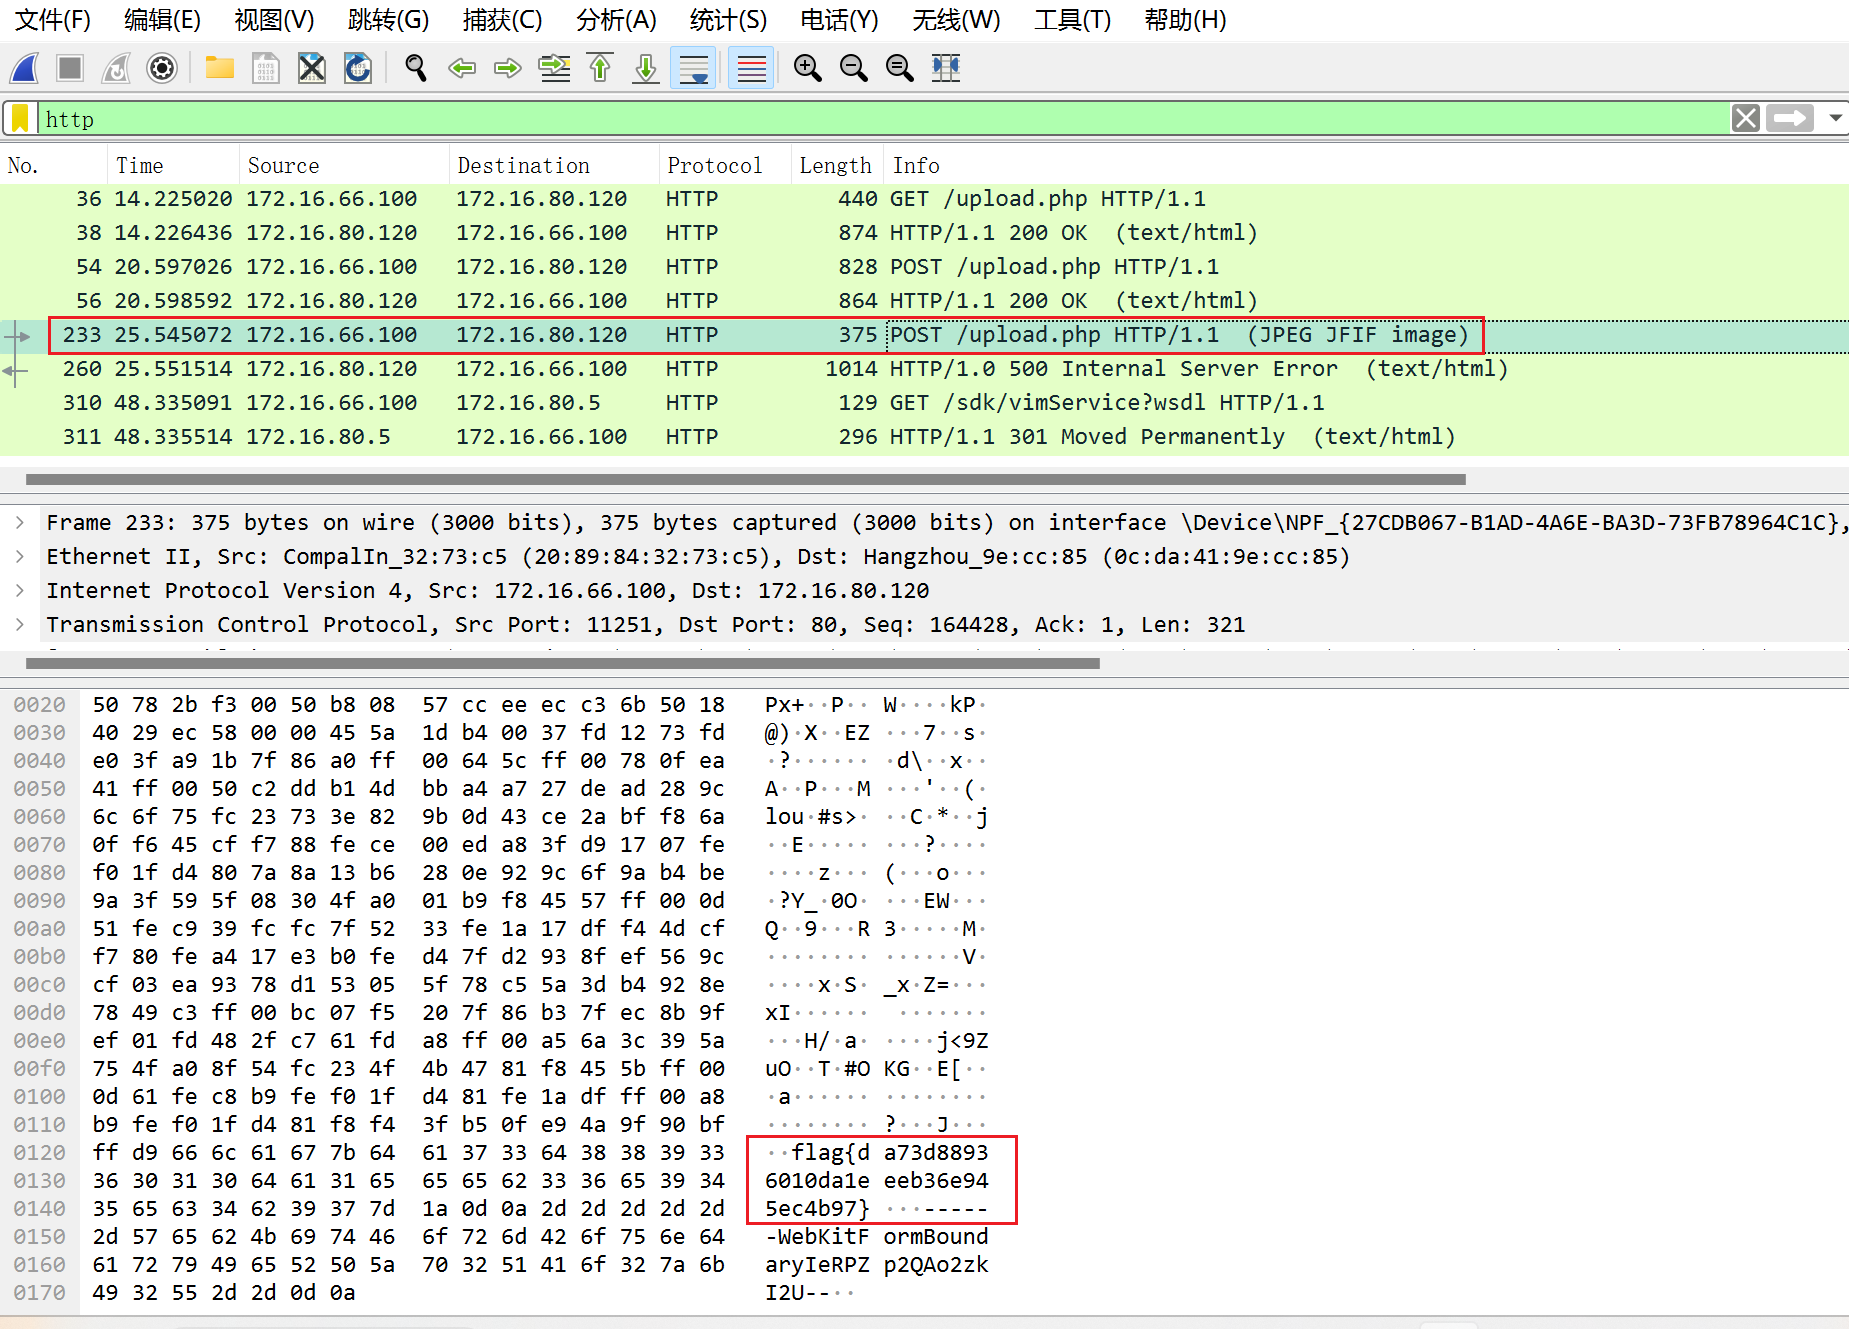 文件(F) 编辑(E) 视图(V) 跳转(G) 捕获(C) 分析(A) 统计(S) 电话(Y) 无线(W) 工具(T) 帮助(H)
http
No. Time Source Destination Protocol Length Info
36 14.225020 172.16.66.100 172.16.80.120 HTTP 440 GET /upload.php HTTP/1.1
38 14.226436 172.16.80.120 172.16.66.100 HTTP 874 HTTP/1.1 200 OK (text/html)
54 20.597026 172.16.66.100 172.16.80.120 HTTP 828 POST /upload.php HTTP/1.1
56 20.598592 172.16.80.120 172.16.66.100 HTTP 864 HTTP/1.1 200 OK (text/html)
233 25.545072 172.16.66.100 172.16.80.120 HTTP 375 POST /upload.php HTTP/1.1 (JPEG JFIF image)
260 25.551514 172.16.80.120 172.16.66.100 HTTP 1014 HTTP/1.0 500 Internal Server Error (text/html)
310 48.335091 172.16.66.100 172.16.80.5 HTTP 129 GET /sdk/vimService?wsdl HTTP/1.1
311 48.335514 172.16.80.5 172.16.66.100 HTTP 296 HTTP/1.1 301 Moved Permanently (text/html)
Frame 233: 375 bytes on wire (3000 bits), 375 bytes captured (3000 bits) on interface \Device\NPF_{27CDB067-B1AD-4A6E-BA3D-73FB78964C1C},
Ethernet II, Src: CompalIn_32:73:c5 (20:89:84:32:73:c5), Dst: Hangzhou_9e:cc:85 (0c:da:41:9e:cc:85)
Internet Protocol Version 4, Src: 172.16.66.100, Dst: 172.16.80.120
Transmission Control Protocol, Src Port: 11251, Dst Port: 80, Seq: 164428, Ack: 1, Len: 321
0020 50 78 2b f3 00 50 b8 08 57 cc ee ec c3 6b 50 18 Px+··P·· W····kP·
0030 40 29 ec 58 00 00 45 5a 1d b4 00 37 fd 12 73 fd @)·X··EZ ···7··s·
0040 e0 3f a9 1b 7f 86 a0 ff 00 64 5c ff 00 78 0f ea ·?······ ·d\··x··
0050 41 ff 00 50 c2 dd b1 4d bb a4 a7 27 de ad 28 9c A··P···M ···'··(·
0060 6c 6f 75 fc 23 73 3e 82 9b 0d 43 ce 2a bf f8 6a lou·#s>· ··C·*··j
0070 0f f6 45 cf f7 88 fe ce 00 ed a8 3f d9 17 07 fe ··E····· ···?····
0080 f0 1f d4 80 7a 8a 13 b6 28 0e 92 9c 6f 9a b4 be ····z··· (···o···
0090 9a 3f 59 5f 08 30 4f a0 01 b9 f8 45 57 ff 00 0d ·?Y_·0O· ···EW···
00a0 51 fe c9 39 fc fc 7f 52 33 fe 1a 17 df f4 4d cf Q··9···R 3·····M·
00b0 f7 80 fe a4 17 e3 b0 fe d4 7f d2 93 8f ef 56 9c ········ ······V·
00c0 cf 03 ea 93 78 d1 53 05 5f 78 c5 5a 3d b4 92 8e ····x·S· _x·Z=···
00d0 78 49 c3 ff 00 bc 07 f5 20 7f 86 b3 7f ec 8b 9f xI······ ·······
00e0 ef 01 fd 48 2f c7 61 fd a8 ff 00 a5 6a 3c 39 5a ···H/·a· ····j<9Z
00f0 75 4f a0 8f 54 fc 23 4f 4b 47 81 f8 45 5b ff 00 uO··T·#O KG··E[··
0100 0d 61 fe c8 b9 fe f0 1f d4 81 fe 1a df ff 00 a8 ·a······ ········
0110 b9 fe f0 1f d4 81 f8 f4 3f b5 0f e9 4a 9f 90 bf ········ ?···J···
0120 ff d9 66 6c 61 67 7b 64 61 37 33 64 38 38 39 33 ··flag{d a73d8893
0130 36 30 31 30 64 61 31 65 65 65 62 33 36 65 39 34 6010da1e eeb36e94
0140 35 65 63 34 62 39 37 7d 1a 0d 0a 2d 2d 2d 2d 2d 5ec4b97} ···-----
0150 2d 57 65 62 4b 69 74 46 6f 72 6d 42 6f 75 6e 64 -WebKitF ormBound
0160 61 72 79 49 65 52 50 5a 70 32 51 41 6f 32 7a 6b aryIeRPZ p2QAo2zk
0170 49 32 55 2d 2d 0d 0a I2U--··